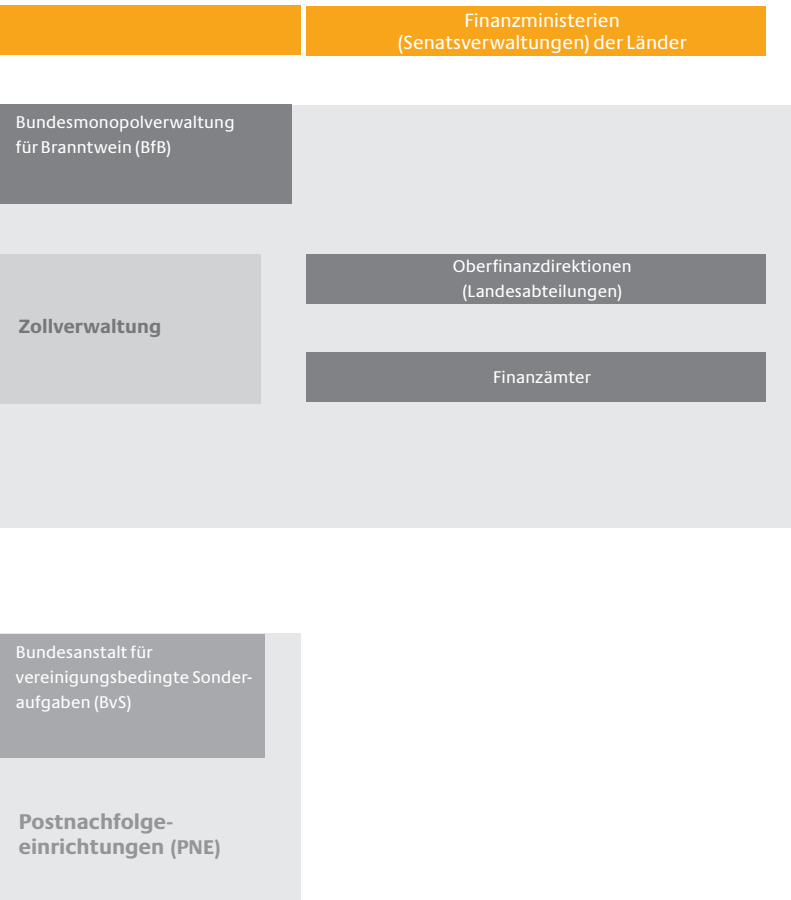 Finanzministerien
(Senatsverwaltungen) der Länder
Bundesmonopolverwaltung
für Branntwein (BfB)
Oberfinanzdirektionen
(Landesabteilungen)
Zollverwaltung
Finanzämter
Bundesanstalt für
vereinigungsbedingte Sonder-
aufgaben (BvS)
Postnachfolge-
einrichtungen (PNE)